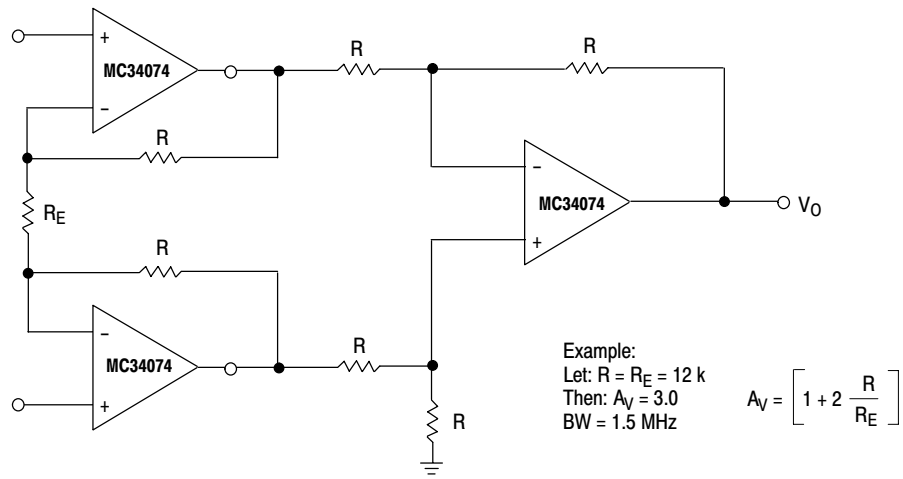 +
MC34074
−
R
R
R
R_E
−
MC34074
+
V_O
R
−
MC34074
+
R
R
Example:
Let: R = R_E = 12 k
Then: A_V = 3.0
BW = 1.5 MHz
A_V = [1 + 2 R/R_E]